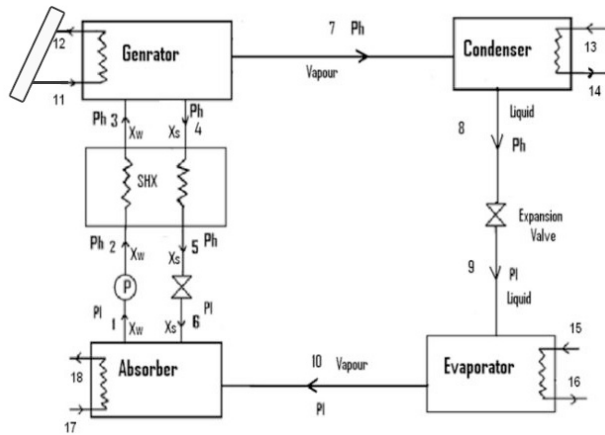 12
11
Genrator
7 Ph
Vapour
Condenser
13
14
Ph 3 Xw
Ph
Xs 4
SHX
8
Liquid
Ph
Expansion
Valve
Ph 2 Xw
Xs 5 Ph
P
9
Pl
Liquid
Pl
1 Xw
Xs 6
Pl
18
17
Absorber
10 Vapour
Pl
Evaporator
15
16